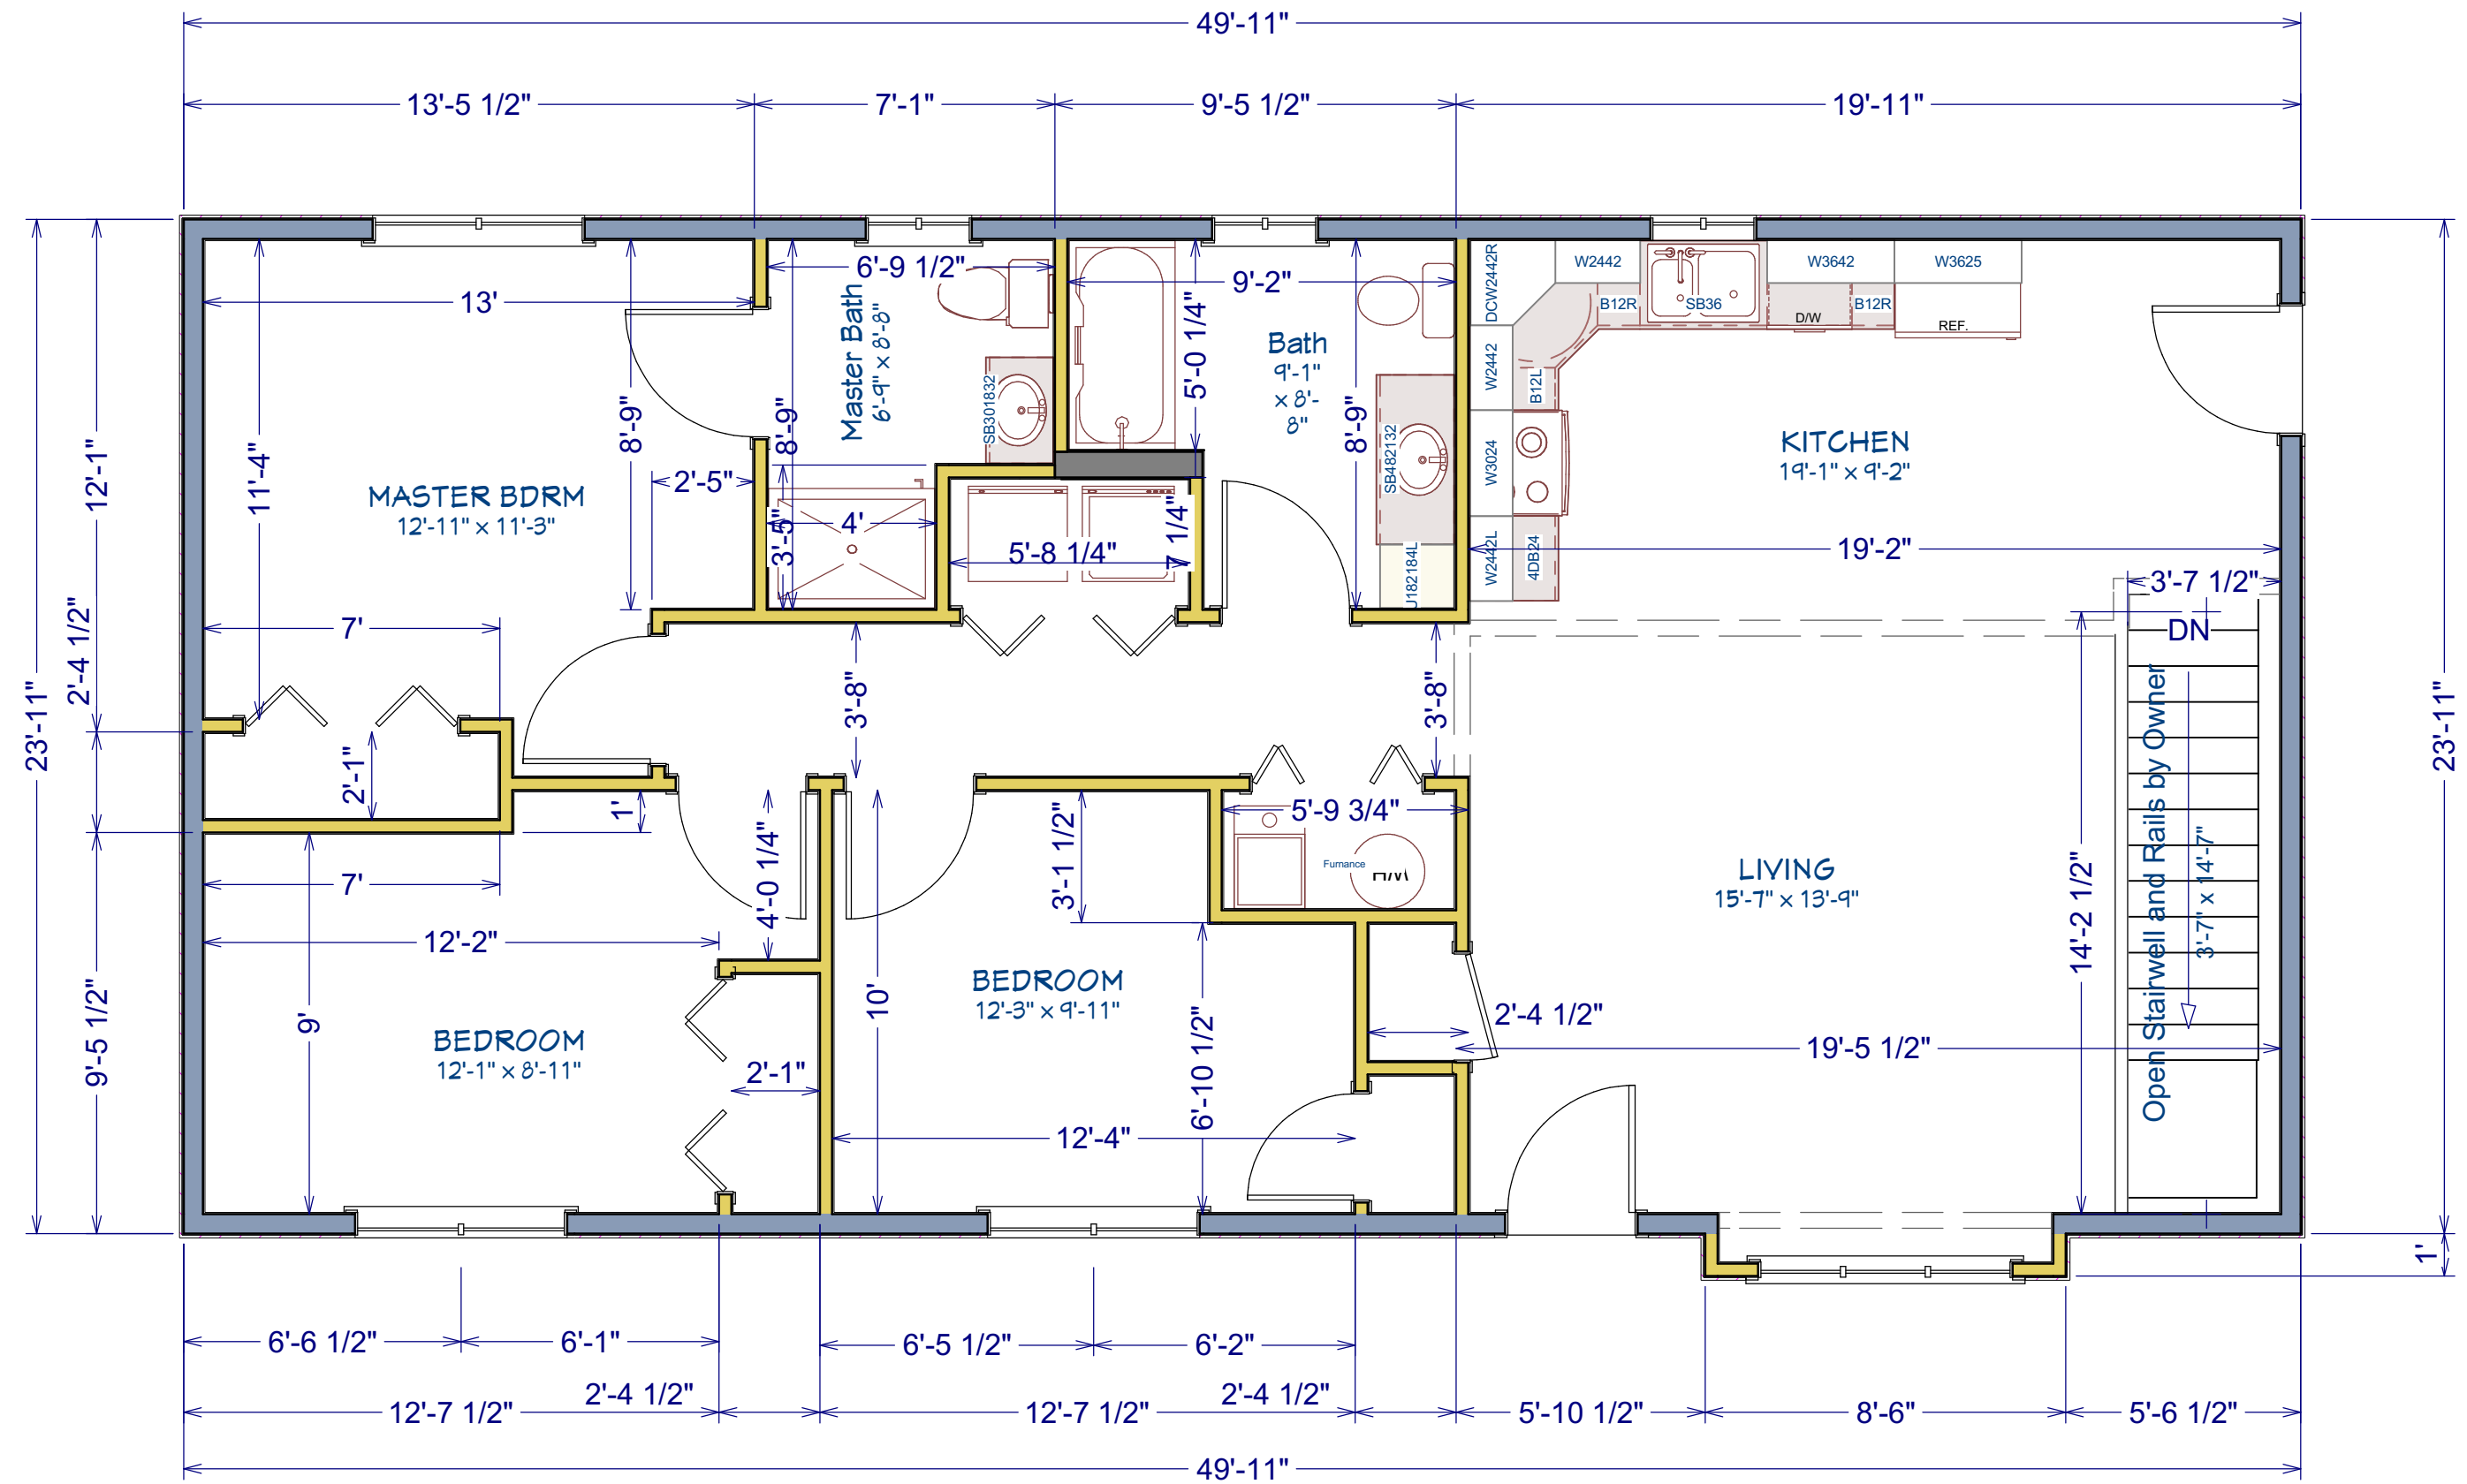 49'-11"
13'-5 1/2"
7'-1"
9'-5 1/2"
19'-11"
6'-9 1/2"
13'
9'-2"
W2442
W3642
W3625
DCW2442R
B12R
SB36
D/W
B12R
REF.
Master Bath
6'-9" x 8'-8"
5'-0 1/4"
Bath
9'-1"
x 8'-
8"
W2442
B12L
SB3018332
8'-9"
8'-9"
8'-9"
11'-4"
12'-1"
KITCHEN
19'-1" x 9'-2"
SB482132
W3024
2'-5"
MASTER BDRM
12'-11" x 11'-3"
4'
3'-5"
5'-8 1/4"
7 1/4"
U182184L
W2442L
4DB24
19'-2"
3'-7 1/2"
DN
7'
2'-4 1/2"
23'-11"
3'-8"
3'-8"
23'-11"
2'-1"
1'
5'-9 3/4"
3'-1 1/2"
4'-0 1/4"
Furnance
LIVING
15'-7" x 13'-9"
Open Stairwell and Rails by Owner
3'-7" x 14'-7"
7'
12'-2"
14'-2 1/2"
BEDROOM
12'-3" x 9'-11"
10'
9'
9'-5 1/2"
2'-4 1/2"
BEDROOM
12'-1" x 8'-11"
6'-10 1/2"
19'-5 1/2"
2'-1"
12'-4"
1'
6'-6 1/2"
6'-1"
6'-5 1/2"
6'-2"
12'-7 1/2"
2'-4 1/2"
12'-7 1/2"
2'-4 1/2"
5'-10 1/2"
8'-6"
5'-6 1/2"
49'-11"